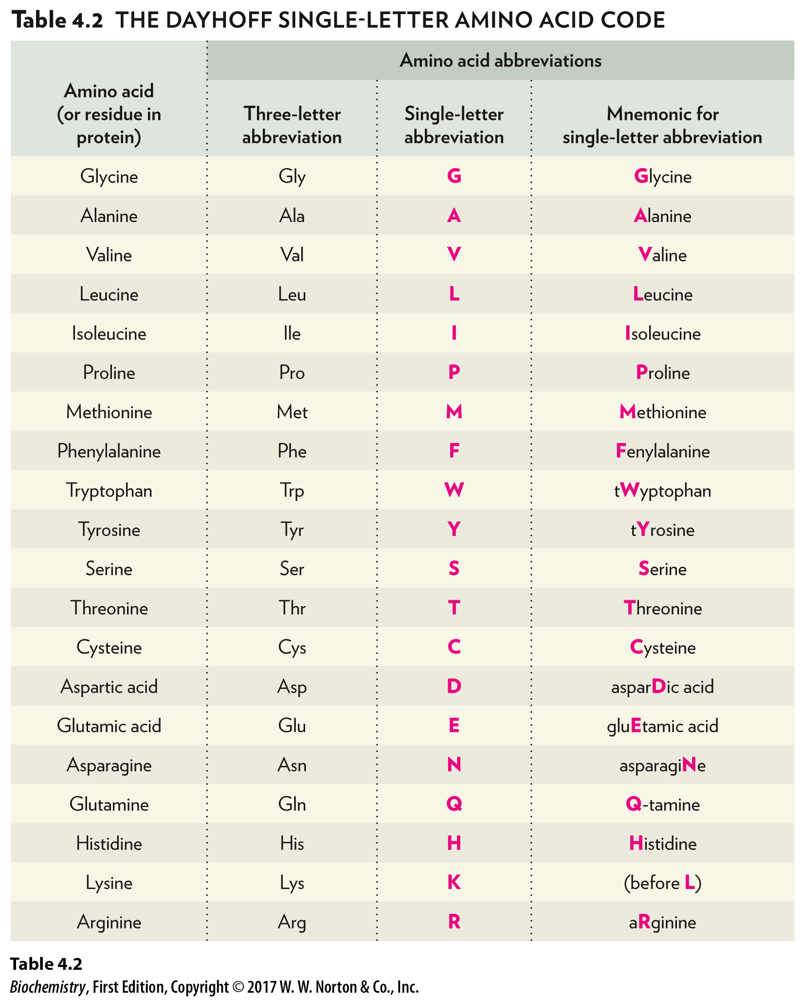 Table 4.2 THE DAYHOFF SINGLE-LETTER AMINO ACID CODE
Amino acid abbreviations
Amino acid
(or residue in
protein)
Three-letter
abbreviation
Single-letter
abbreviation
Mnemonic for
single-letter abbreviation
Glycine Gly G Glycine
Alanine Ala A Alanine
Valine Val V Valine
Leucine Leu L Leucine
Isoleucine Ile I Isoleucine
Proline Pro P Proline
Methionine Met M Methionine
Phenylalanine Phe F Fenylalanine
Tryptophan Trp W tWyptophan
Tyrosine Tyr Y tYrosine
Serine Ser S Serine
Threonine Thr T Threonine
Cysteine Cys C Cysteine
Aspartic acid Asp D asparDic acid
Glutamic acid Glu E gluEtamic acid
Asparagine Asn N asparagiNe
Glutamine Gln Q Q-tamine
Histidine His H Histidine
Lysine Lys K (before L)
Arginine Arg R aRginine
Table 4.2
Biochemistry, First Edition, Copyright © 2017 W. W. Norton & Co., Inc.